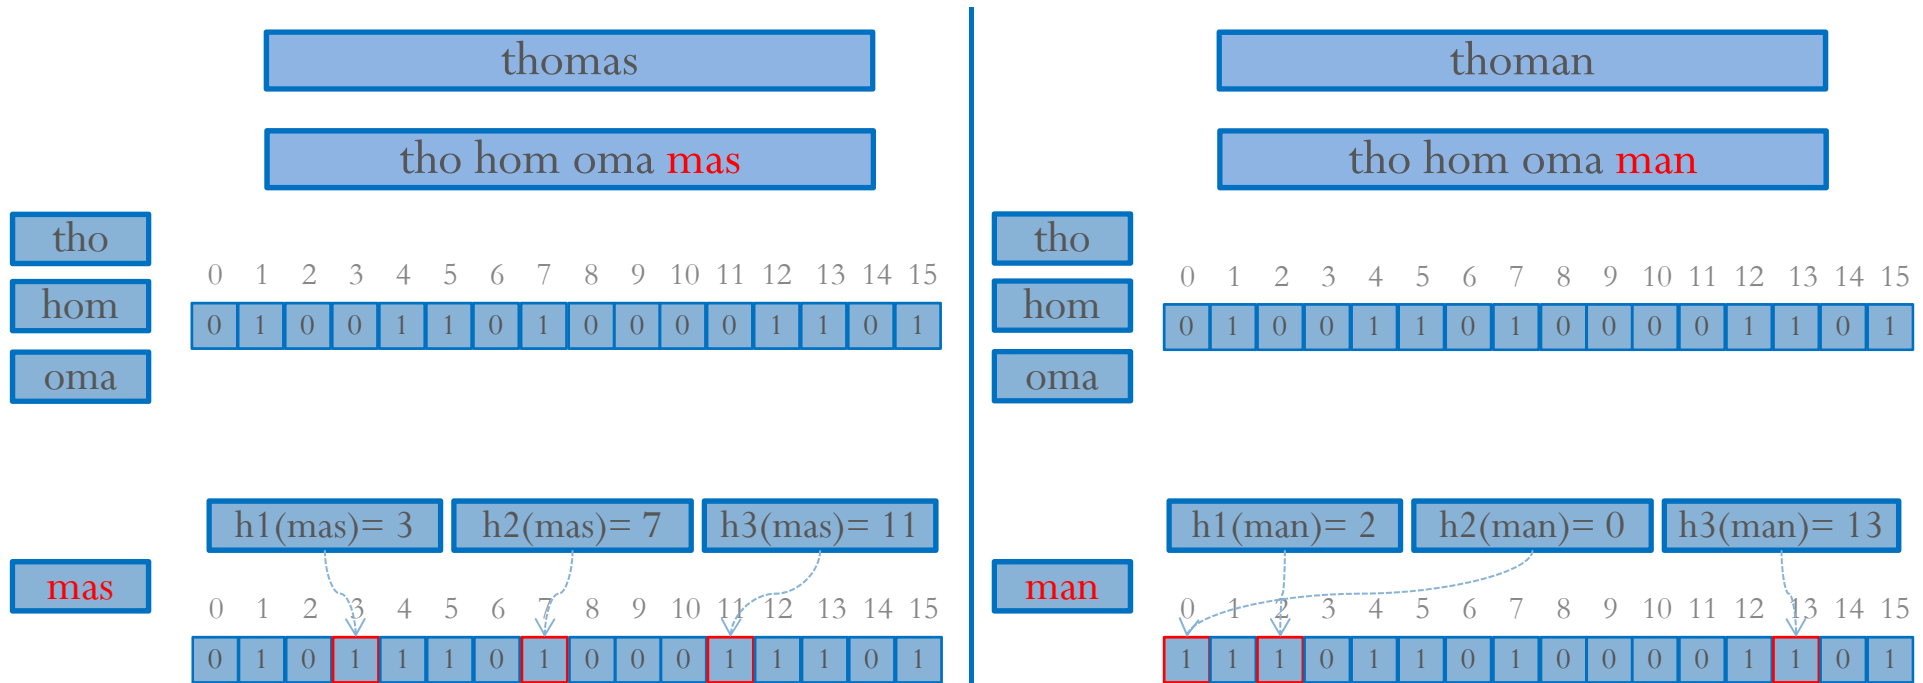 thomas
tho hom oma mas
tho
hom
oma
0 1 2 3 4 5 6 7 8 9 10 11 12 13 14 15
0 1 0 0 1 1 0 1 0 0 0 0 1 1 0 1
h1(mas)= 3 h2(mas)= 7 h3(mas)= 11
mas
0 1 2 3 4 5 6 7 8 9 10 11 12 13 14 15
0 1 0 1 1 1 0 1 0 0 0 1 1 1 0 1
thoman
tho hom oma man
tho
hom
oma
0 1 2 3 4 5 6 7 8 9 10 11 12 13 14 15
0 1 0 0 1 1 0 1 0 0 0 0 1 1 0 1
h1(man)= 2 h2(man)= 0 h3(man)= 13
man
0 1 2 3 4 5 6 7 8 9 10 11 12 13 14 15
1 1 1 0 1 1 0 1 0 0 0 0 1 1 0 1